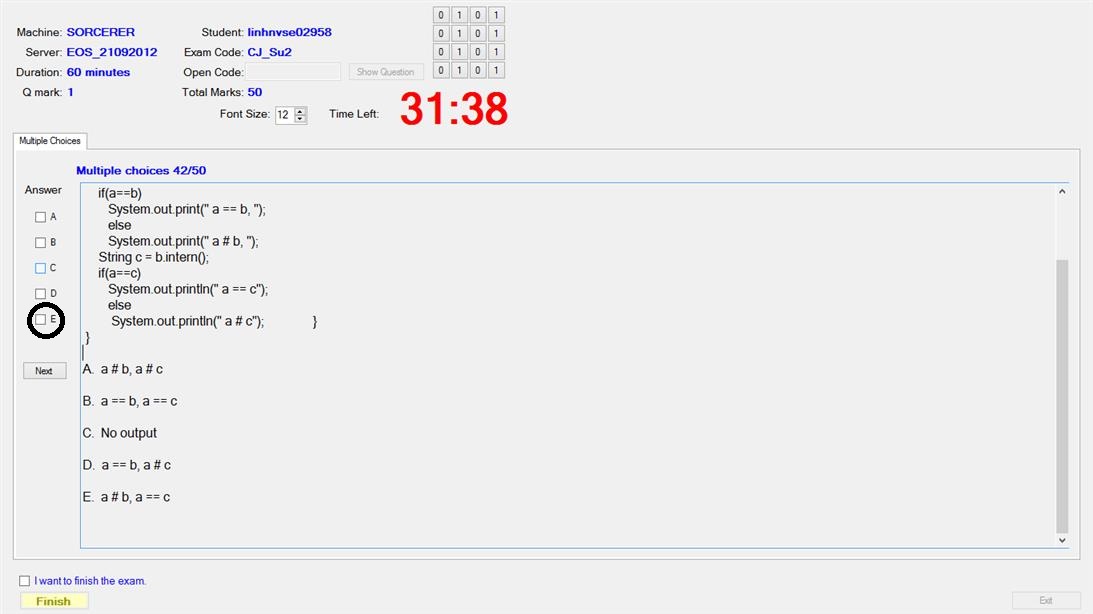 Machine: SORCERER Student: linhnvse02958
Server: EOS_21092012 Exam Code: CJ_Su2
Duration: 60 minutes Open Code: Show Question
Q mark: 1 Total Marks: 50
0 1 0 1
0 1 0 1
0 1 0 1
0 1 0 1
Font Size: 12 Time Left: 31:38
Multiple Choices
Multiple choices 42/50
Answer
A
B
C
D
E
Next
if(a==b)
System.out.print(" a == b, ");
else
System.out.print(" a # b, ");
String c = b.intern();
if(a==c)
System.out.println(" a == c");
else
System.out.println(" a # c"); }
}
A. a # b, a # c
B. a == b, a == c
C. No output
D. a == b, a # c
E. a # b, a == c
I want to finish the exam.
Finish
Exit